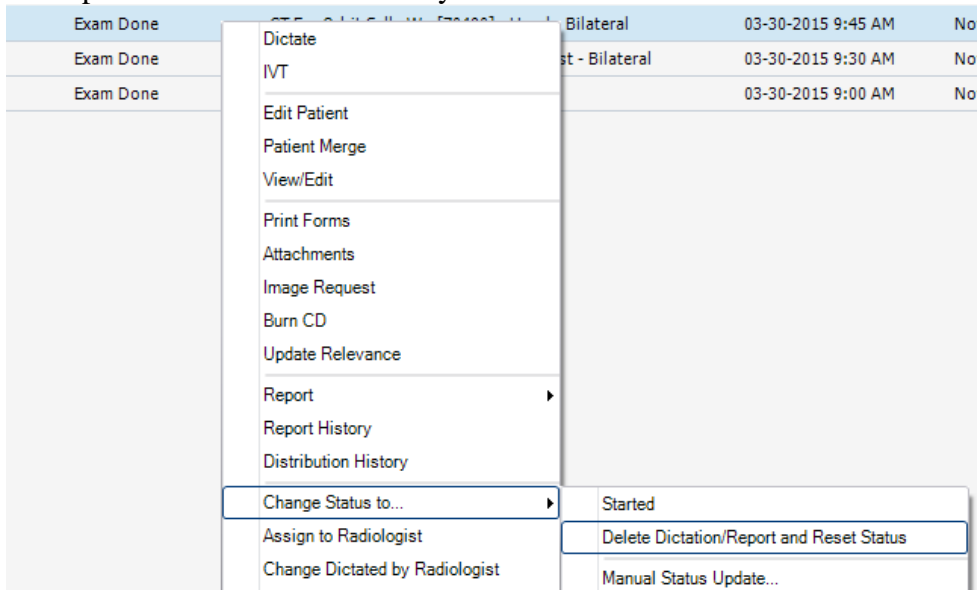 Exam Done Bilateral 03-30-2015 9:45 AM No
Exam Done st - Bilateral 03-30-2015 9:30 AM No
Exam Done 03-30-2015 9:00 AM No
Dictate
IVT
Edit Patient
Patient Merge
View/Edit
Print Forms
Attachments
Image Request
Burn CD
Update Relevance
Report
Report History
Distribution History
Change Status to...
Started
Assign to Radiologist
Delete Dictation/Report and Reset Status
Change Dictated by Radiologist
Manual Status Update...